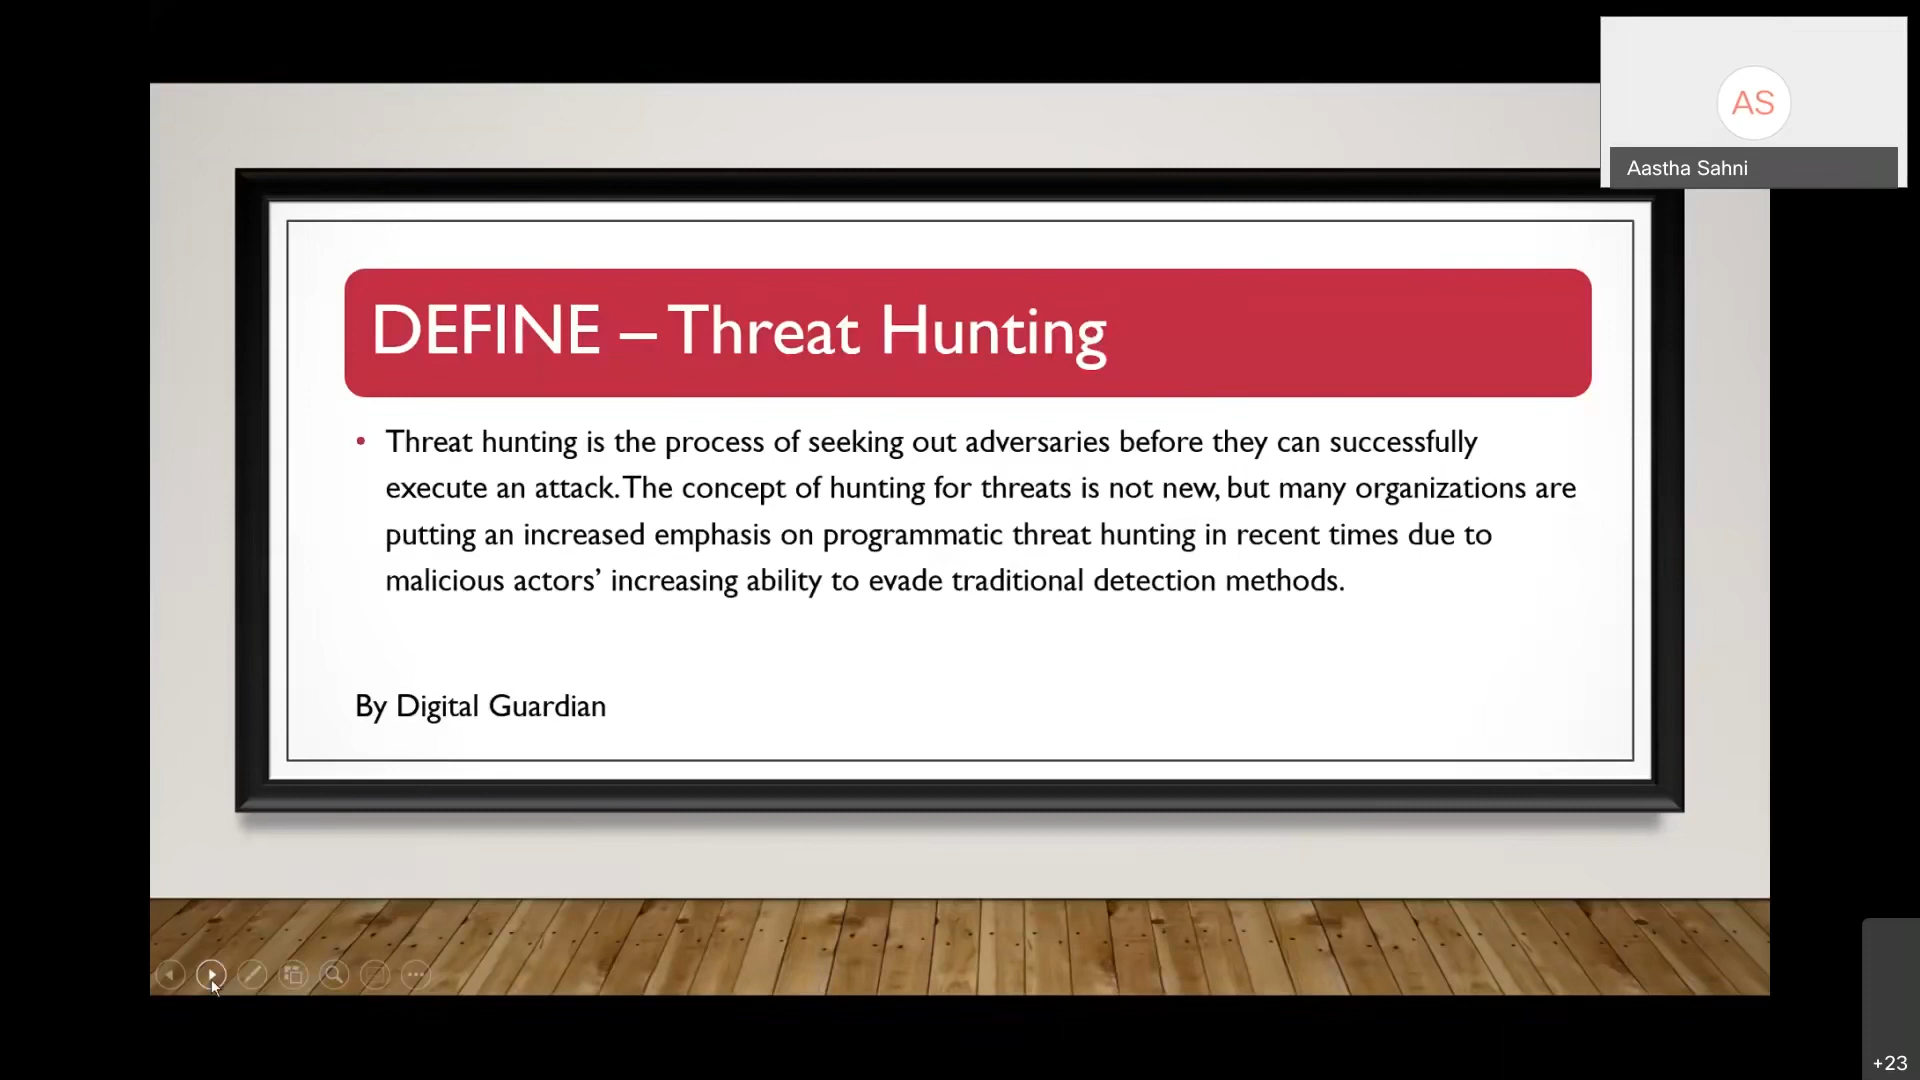 AS
Aastha Sahni
DEFINE – Threat Hunting
• Threat hunting is the process of seeking out adversaries before they can successfully
execute an attack. The concept of hunting for threats is not new, but many organizations are
putting an increased emphasis on programmatic threat hunting in recent times due to
malicious actors’ increasing ability to evade traditional detection methods.
By Digital Guardian
+23